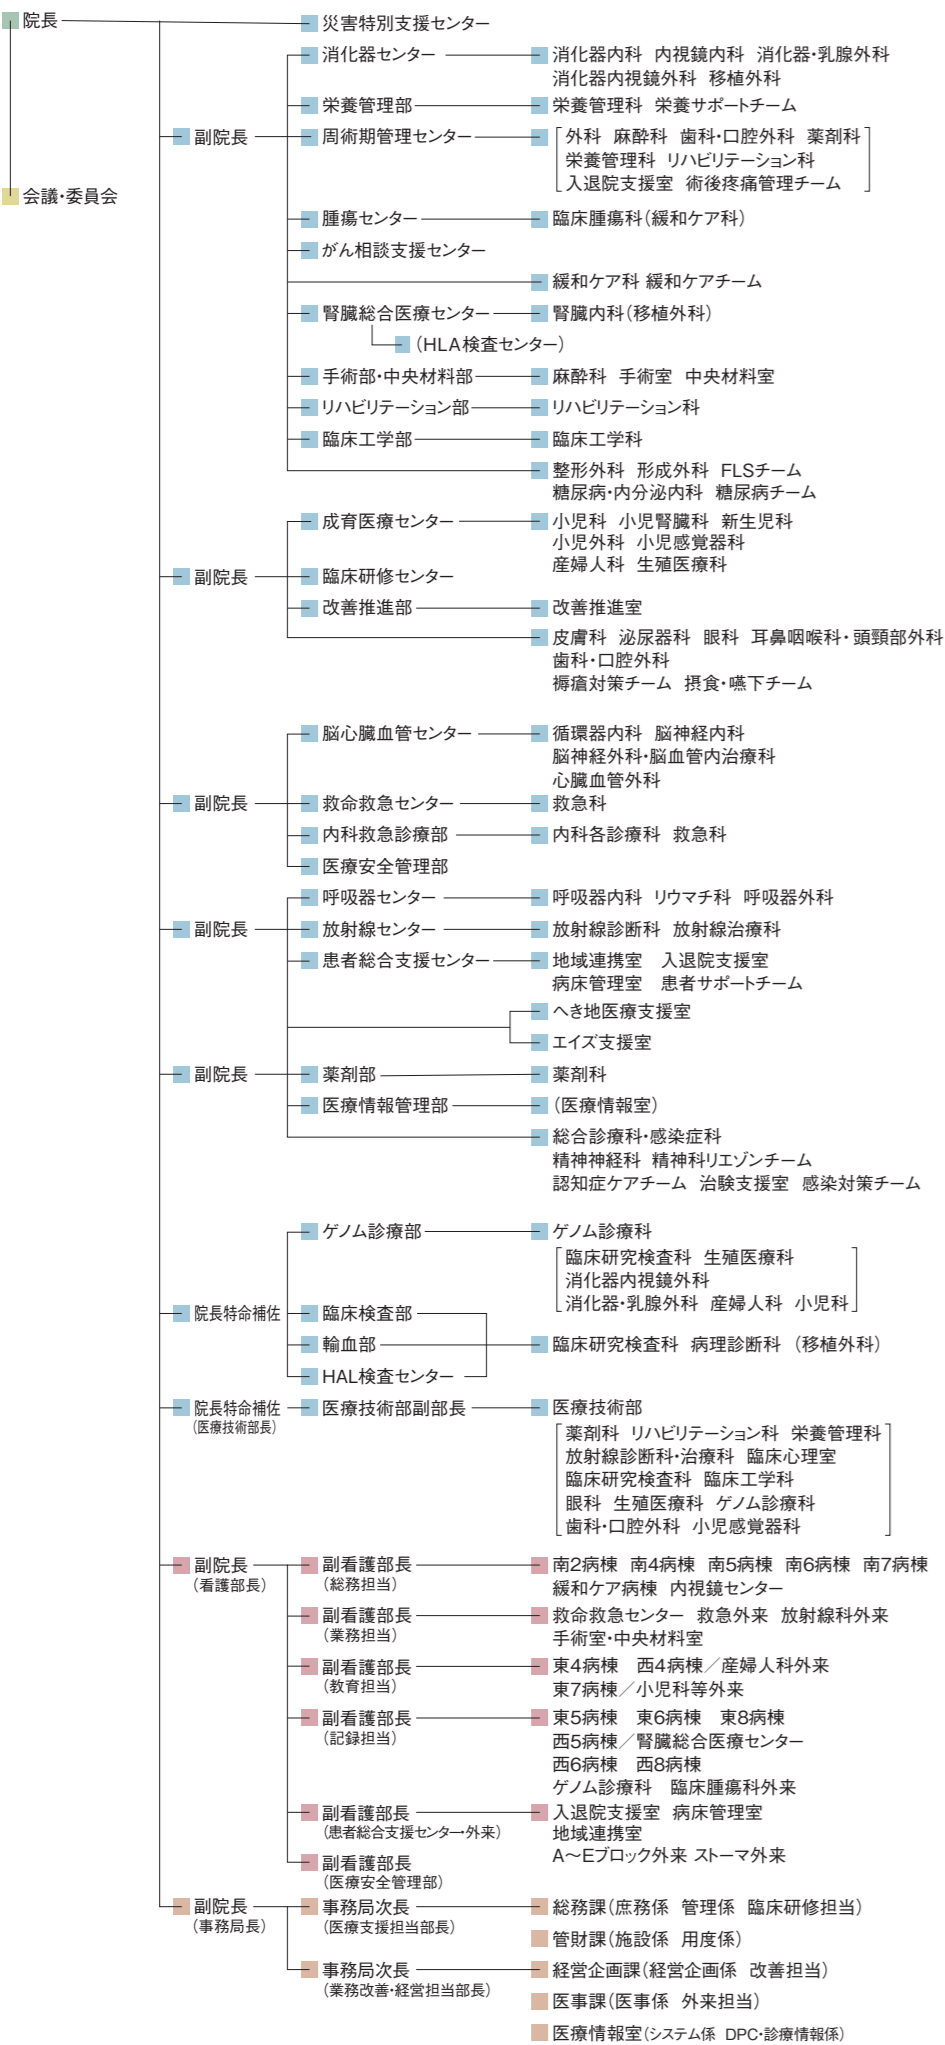 院長
災害特別支援センター
消化器センター 消化器内科 内視鏡内科 消化器・乳腺外科
消化器内視鏡外科 移植外科
栄養管理部 栄養管理科 栄養サポートチーム
副院長 周術期管理センター 外科 麻酔科 歯科・口腔外科 薬剤科
栄養管理科 リハビリテーション科
入退院支援室 術後疼痛管理チーム
会議・委員会
腫瘍センター 臨床腫瘍科(緩和ケア科)
がん相談支援センター
緩和ケア科 緩和ケアチーム
腎臓総合医療センター 腎臓内科(移植外科)
(HLA検査センター)
手術部・中央材料部 麻酔科 手術室 中央材料室
リハビリテーション部 リハビリテーション科
臨床工学部 臨床工学科
整形外科 形成外科 FLSチーム
糖尿病・内分泌内科 糖尿病チーム
成育医療センター 小児科 小児腎臓科 新生児科
小児外科 小児感覚器科
産婦人科 生殖医療科
副院長 臨床研修センター
改善推進部 改善推進室
皮膚科 泌尿器科 眼科 耳鼻咽喉科・頭頸部外科
歯科・口腔外科
褥瘡対策チーム 摂食・嚥下チーム
脳心臓血管センター 循環器内科 脳神経内科
脳神経外科・脳血管内治療科
心臓血管外科
副院長 救命救急センター 救急科
内科救急診療部 内科各診療科 救急科
医療安全管理部
呼吸器センター 呼吸器内科 リウマチ科 呼吸器外科
副院長 放射線センター 放射線診断科 放射線治療科
患者総合支援センター 地域連携室 入退院支援室
病床管理室 患者サポートチーム
へき地医療支援室
エイズ支援室
副院長 薬剤部 薬剤科
医療情報管理部 (医療情報室)
総合診療科・感染症科
精神神経科 精神科リエゾンチーム
認知症ケアチーム 治験支援室 感染対策チーム
ゲノム診療部 ゲノム診療科
臨床研究検査科 生殖医療科
消化器内視鏡外科
消化器・乳腺外科 産婦人科 小児科
院長特命補佐 臨床検査部
輸血部 臨床研究検査科 病理診断科 (移植外科)
HAL検査センター
院長特命補佐 医療技術部副部長 医療技術部
(医療技術部長)
薬剤科 リハビリテーション科 栄養管理科
放射線診断科・治療科 臨床心理室
臨床研究検査科 臨床工学科
眼科 生殖医療科 ゲノム診療科
歯科・口腔外科 小児感覚器科
副院長 副看護部長 南2病棟 南4病棟 南5病棟 南6病棟 南7病棟
(看護部長) (総務担当) 緩和ケア病棟 内視鏡センター
副看護部長 救命救急センター 救急外来 放射線科外来
(業務担当) 手術室・中央材料室
副看護部長 東4病棟 西4病棟/産婦人科外来
(教育担当) 東7病棟/小児科等外来
副看護部長 東5病棟 東6病棟 東8病棟
(記録担当) 西5病棟/腎臓総合医療センター
西6病棟 西8病棟
ゲノム診療科 臨床腫瘍科外来
副看護部長 入退院支援室 病床管理室
(患者総合支援センター・外来) 地域連携室
A～Eブロック外来 ストーマ外来
副看護部長
(医療安全管理部)
副院長 事務局次長 総務課(庶務係 管理係 臨床研修担当)
(事務局長) (医療支援担当部長)
管財課(施設係 用度係)
事務局次長 経営企画課(経営企画係 改善担当)
(業務改善・経営担当部長)
医事課(医事係 外来担当)
医療情報室(システム係 DPC・診療情報係)